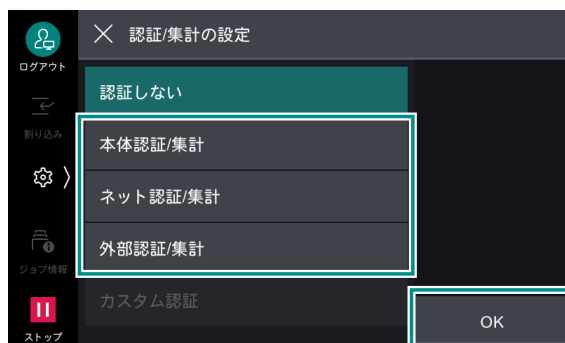 認証/集計の設定
ログアウト
認証しない
割り込み
本体認証/集計
ネット認証/集計
外部認証/集計
ジョブ情報
カスタム認証
OK
ストップ